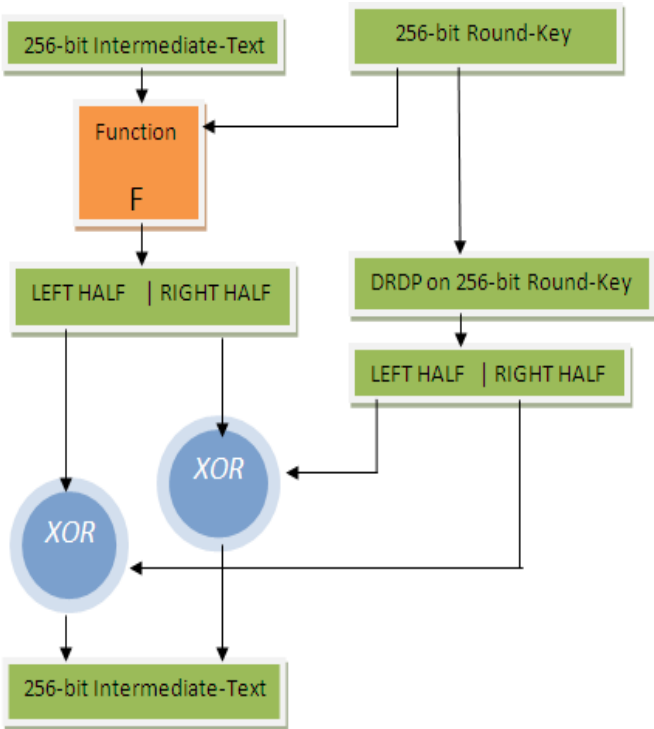 256-bit Intermediate-Text
256-bit Round-Key
Function
F
LEFT HALF | RIGHT HALF
DRDP on 256-bit Round-Key
LEFT HALF | RIGHT HALF
XOR
XOR
256-bit Intermediate-Text